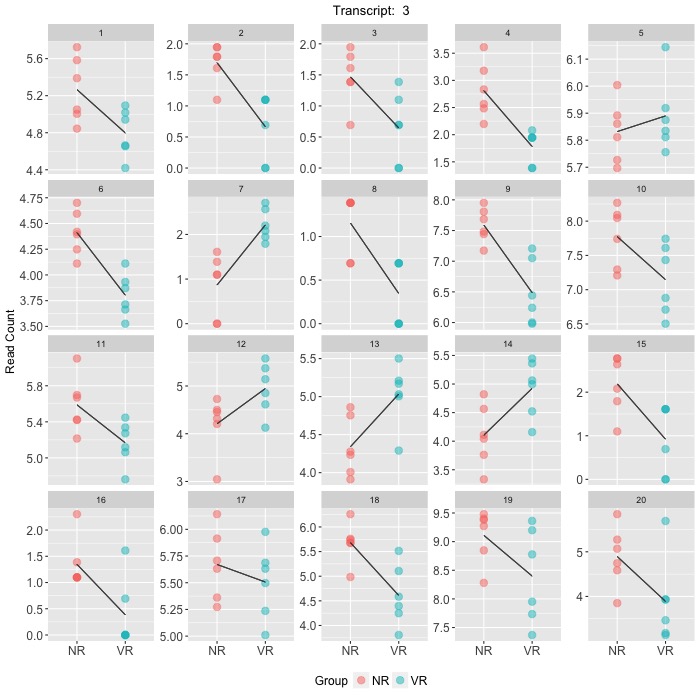 Transcript:  3
1 2 3 4 5
5.6 5.2 4.8 4.4
2.0 1.5 1.0 0.5 0.0
2.0 1.5 1.0 0.5 0.0
3.5 3.0 2.5 2.0 1.5
6.1 6.0 5.9 5.8 5.7
6 7 8 9 10
4.75 4.50 4.25 4.00 3.75 3.50
2 1 0
1.0 0.5 0.0
8.0 7.5 7.0 6.5 6.0
8.0 7.5 7.0 6.5
Read Count
11 12 13 14 15
5.8 5.4 5.0
5 4 3
5.5 5.0 4.5 4.0
5.5 5.0 4.5 4.0 3.5
2 1 0
16 17 18 19 20
2.0 1.5 1.0 0.5 0.0
6.00 5.75 5.50 5.25 5.00
6.0 5.5 5.0 4.5 4.0
9.5 9.0 8.5 8.0 7.5
5 4
NR VR NR VR NR VR NR VR NR VR
Group NR VR